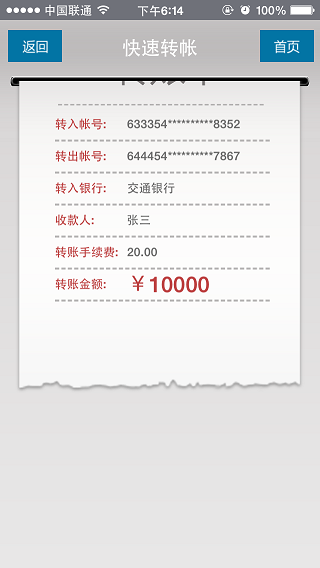 中国联通 下午6:14 100%
返回 快速转帐 首页
转入帐号: 633354**********8352
转出帐号: 644454**********7867
转入银行: 交通银行
收款人: 张三
转账手续费: 20.00
转账金额: ￥10000